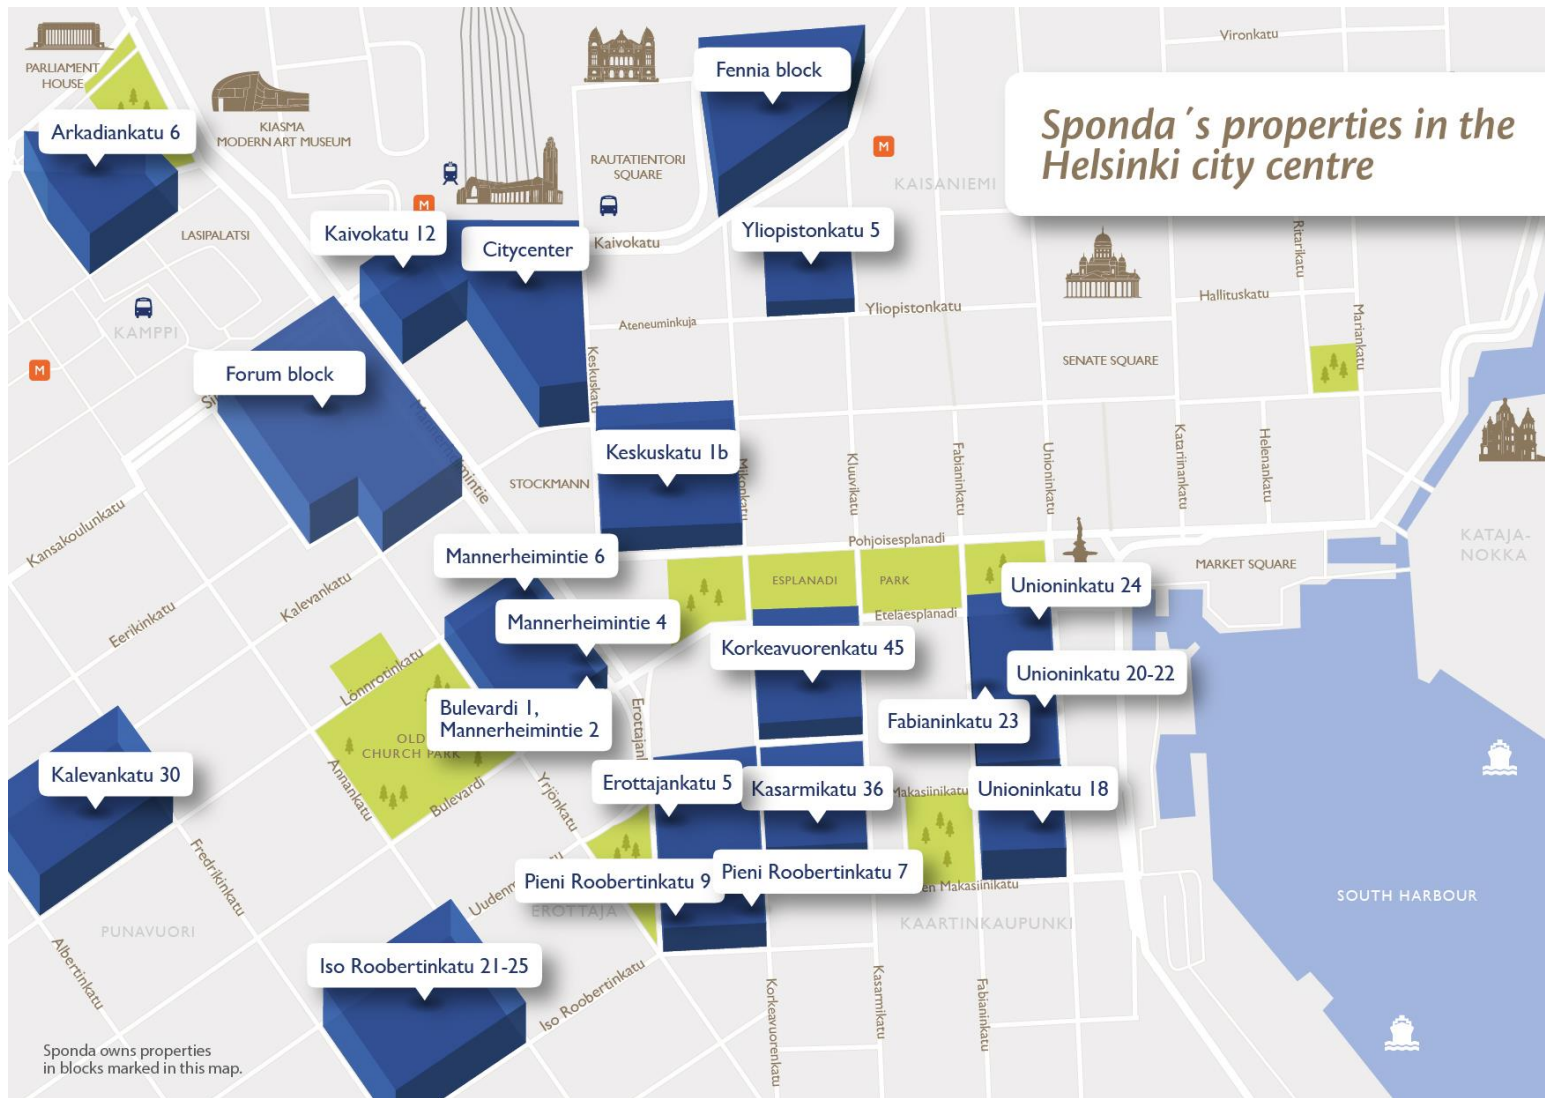 Sponda´s properties in the
Helsinki city centre
PARLIAMENT
HOUSE
Arkadiankatu 6
KIASMA
MODERN ART MUSEUM
LASIPALATSI
M
Kaivokatu 12
Citycenter
RAUTATIENTORI
SQUARE
Kaivokatu
Fennia block
M
KAISANIEMI
Vironkatu
Yliopistonkatu 5
Yliopistonkatu
Ateneuminkuja
Ritarikatu
Hallituskatu
Mariankatu
SENATE SQUARE
KAMPPI
M
Forum block
Mannerheimintie
Keskuskatu
Keskuskatu 1b
STOCKMANN
Mikonkatu
Kluuvikatu
Fabianinkatu
Unioninkatu
Katariinankatu
Helenankatu
KATAJA-
NOKKA
Kansakoulunkatu
Eerikinkatu
Kalevankatu
Lönnrotinkatu
Mannerheimintie 6
Mannerheimintie 4
Bulevardi 1,
Mannerheimintie 2
Pohjoisesplanadi
ESPLANADI
PARK
Eteläesplanadi
MARKET SQUARE
Unioninkatu 24
Korkeavuorenkatu 45
Unioninkatu 20-22
Fabianinkatu 23
OLD
CHURCH PARK
Kalevankatu 30
Annankatu
Bulevardi
Yrjönkatu
Erottajankatu 5
Kasarmikatu 36
Makasiinikatu
Unioninkatu 18
Fredrikinkatu
Pieni Roobertinkatu 9
Pieni Roobertinkatu 7
EROTTAJA
KAARTINKAUPUNKI
SOUTH HARBOUR
PUNAVUORI
Albertinkatu
Iso Roobertinkatu 21-25
Iso Roobertinkatu
Korkeavuorenkatu
Kasarmikatu
Fabianinkatu
Sponda owns properties
in blocks marked in this map.